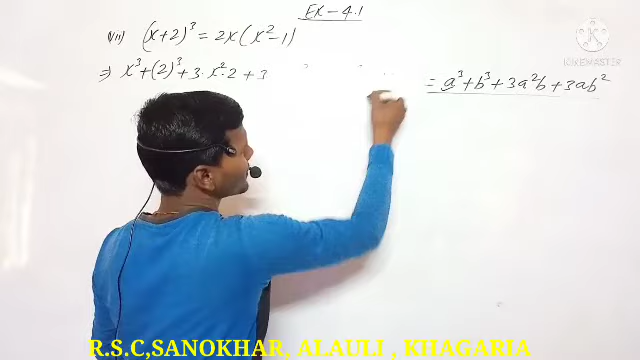 EX - 4.1
viii) (x+2)³ = 2x(x²-1)
⇒ x³+(2)³+3·x²·2+3
= a³+b³+3a²b+3ab²
KINEMASTER
R.S.C,SANOKHAR, ALAULI , KHAGARIA